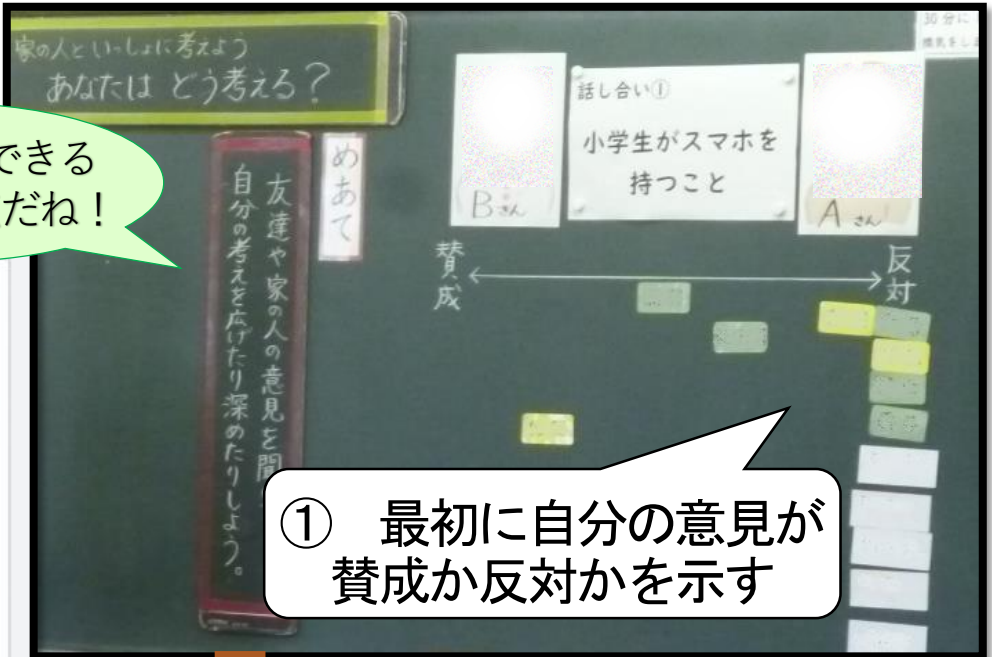 家の人といっしょに考えよう
あなたは どう考える?
できる
だね!
めあて
友達や家の人の意見を聞
自分の考えを広げたり深めたりしよう。
Bさん
話し合い①
小学生がスマホを
持つこと
Aさん
30分に
換気をし
賛成
反対
① 最初に自分の意見が
賛成か反対かを示す